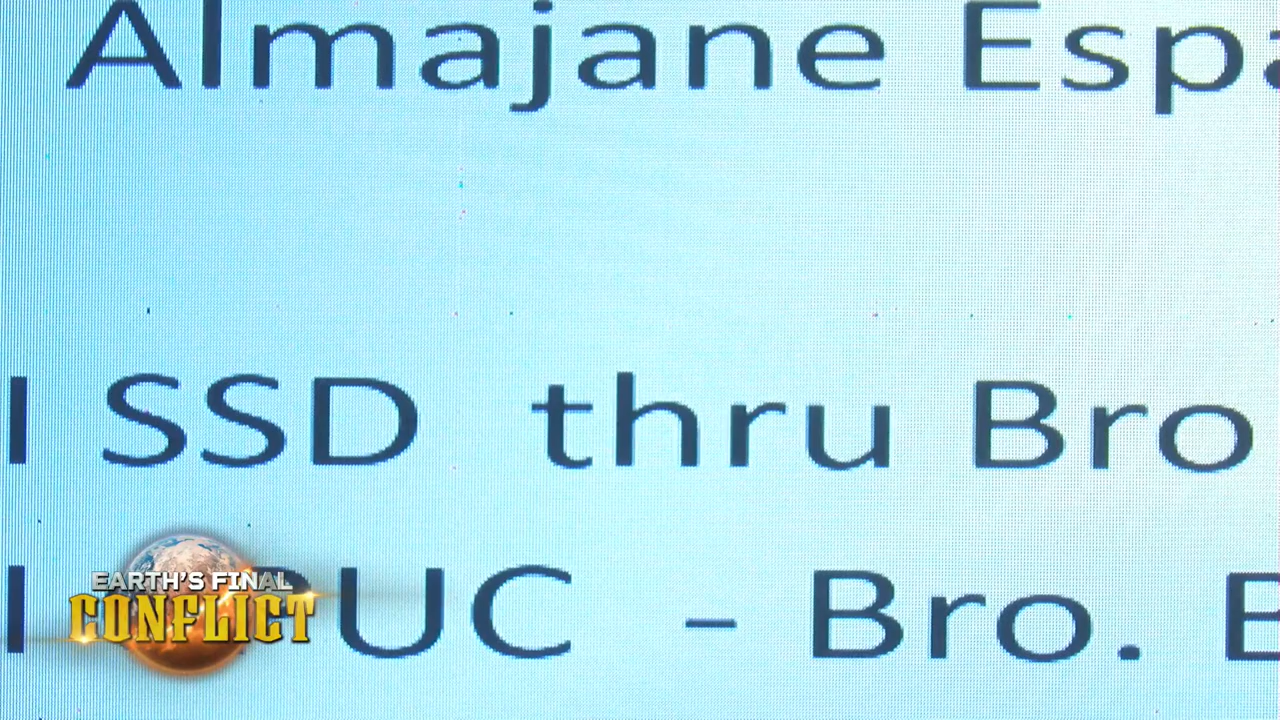 Almajane Espa
I SSD thru Bro
I UC - Bro. B
EARTH'S FINAL
CONFLICT